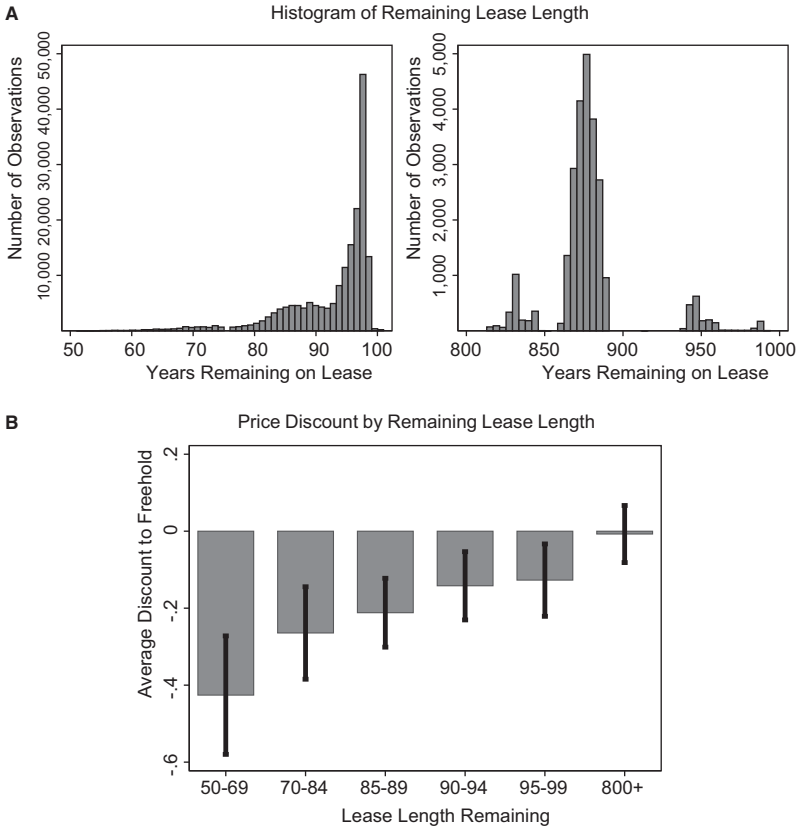 A
Histogram of Remaining Lease Length
Number of Observations
50,000
40,000
30,000
20,000
10,000
50 60 70 80 90 100
Years Remaining on Lease
Number of Observations
5,000
4,000
3,000
2,000
1,000
800 850 900 950 1000
Years Remaining on Lease
B
Price Discount by Remaining Lease Length
Average Discount to Freehold
.2
0
-.2
-.4
-.6
50-69 70-84 85-89 90-94 95-99 800+
Lease Length Remaining